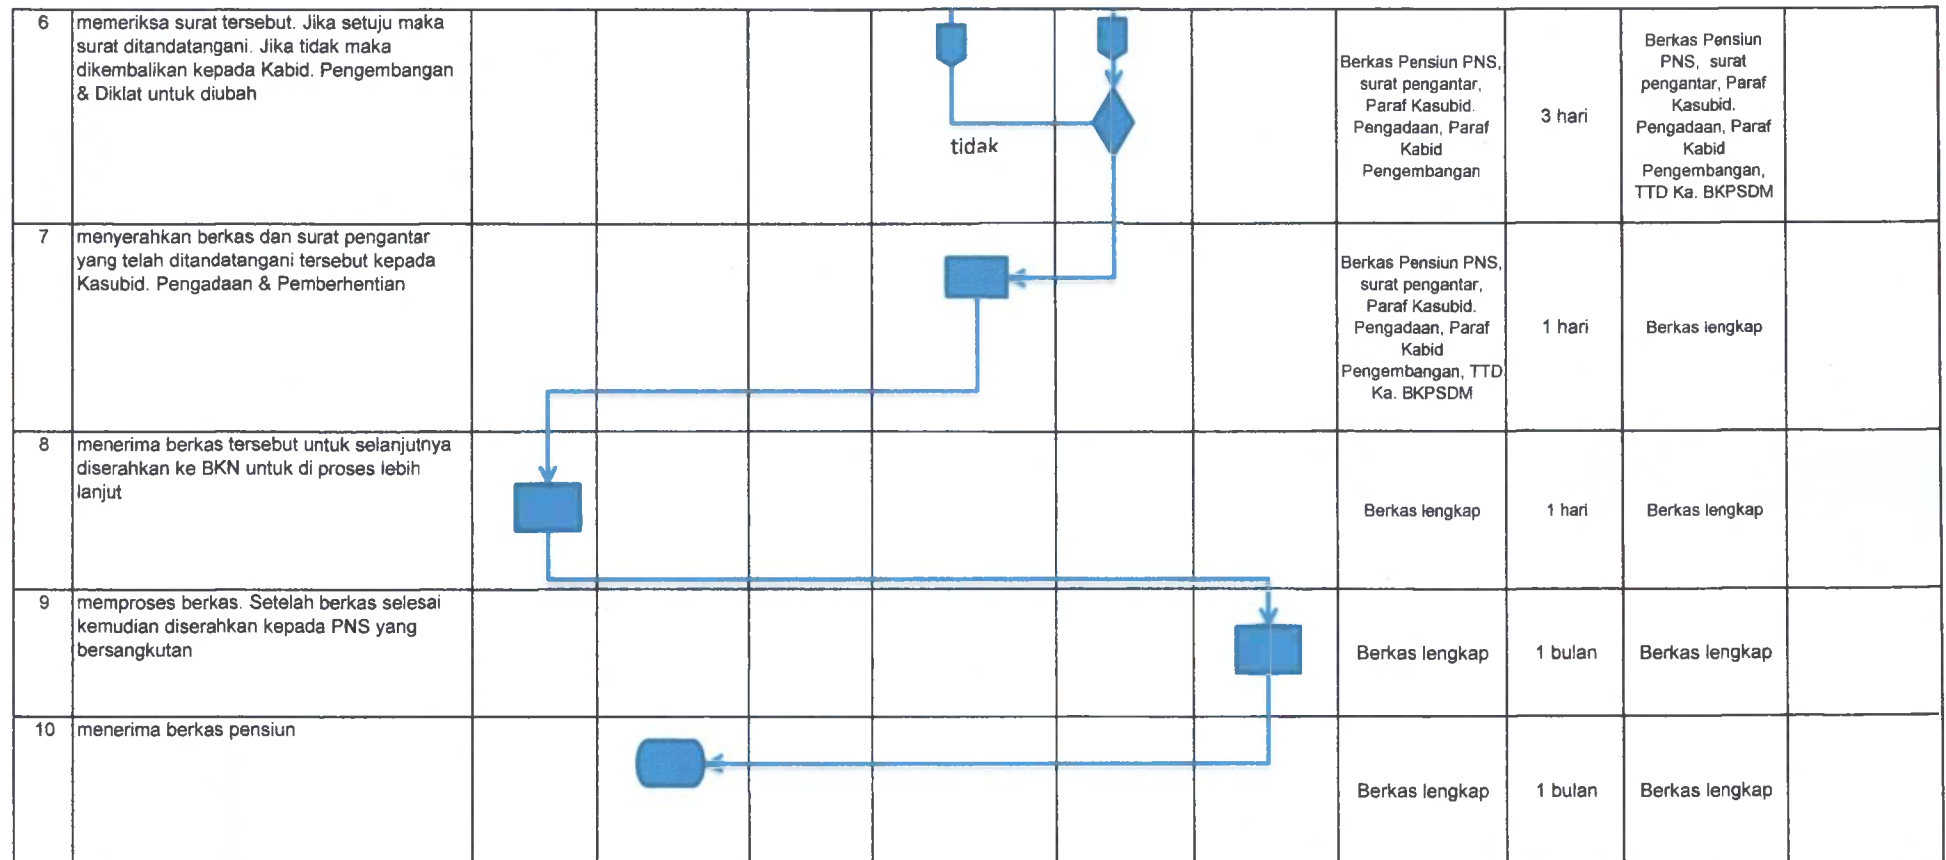 6
memeriksa surat tersebut. Jika setuju maka
surat ditandatangani. Jika tidak maka
dikembalikan kepada Kabid. Pengembangan
& Diklat untuk diubah
tidak
Berkas Pensiun PNS,
surat pengantar,
Paraf Kasubid.
Pengadaan, Paraf
Kabid
Pengembangan
3 hari
Berkas Pensiun
PNS, surat
pengantar, Paraf
Kasubid.
Pengadaan, Paraf
Kabid
Pengembangan,
TTD Ka. BKPSDM
7
menyerahkan berkas dan surat pengantar
yang telah ditandatangani tersebut kepada
Kasubid. Pengadaan & Pemberhentian
Berkas Pensiun PNS,
surat pengantar,
Paraf Kasubid.
Pengadaan, Paraf
Kabid
Pengembangan, TTD
Ka. BKPSDM
1 hari
Berkas lengkap
8
menerima berkas tersebut untuk selanjutnya
diserahkan ke BKN untuk di proses lebih
lanjut
Berkas lengkap
1 hari
Berkas lengkap
9
memproses berkas. Setelah berkas selesai
kemudian diserahkan kepada PNS yang
bersangkutan
Berkas lengkap
1 bulan
Berkas lengkap
10
menerima berkas pensiun
Berkas lengkap
1 bulan
Berkas lengkap